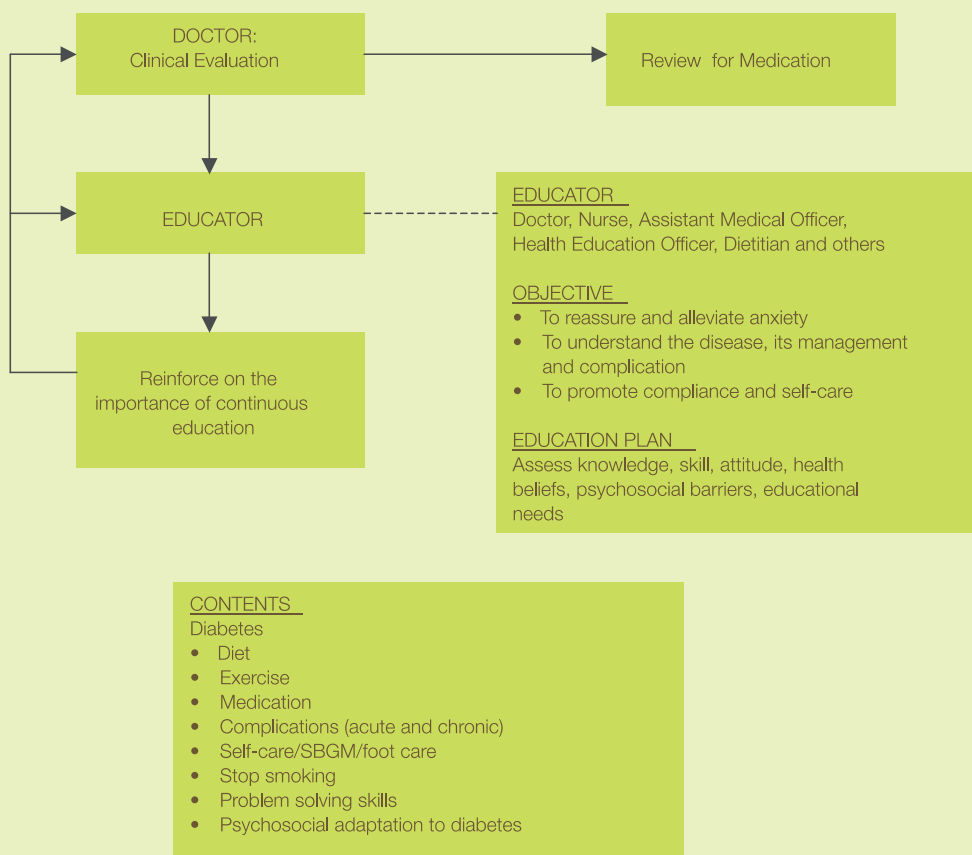 DOCTOR:
Clinical Evaluation
Review for Medication
EDUCATOR
EDUCATOR
Doctor, Nurse, Assistant Medical Officer,
Health Education Officer, Dietitian and others
OBJECTIVE
• To reassure and alleviate anxiety
• To understand the disease, its management
and complication
• To promote compliance and self-care
EDUCATION PLAN
Assess knowledge, skill, attitude, health
beliefs, psychosocial barriers, educational
needs
Reinforce on the
importance of continuous
education
CONTENTS
Diabetes
• Diet
• Exercise
• Medication
• Complications (acute and chronic)
• Self-care/SBGM/foot care
• Stop smoking
• Problem solving skills
• Psychosocial adaptation to diabetes